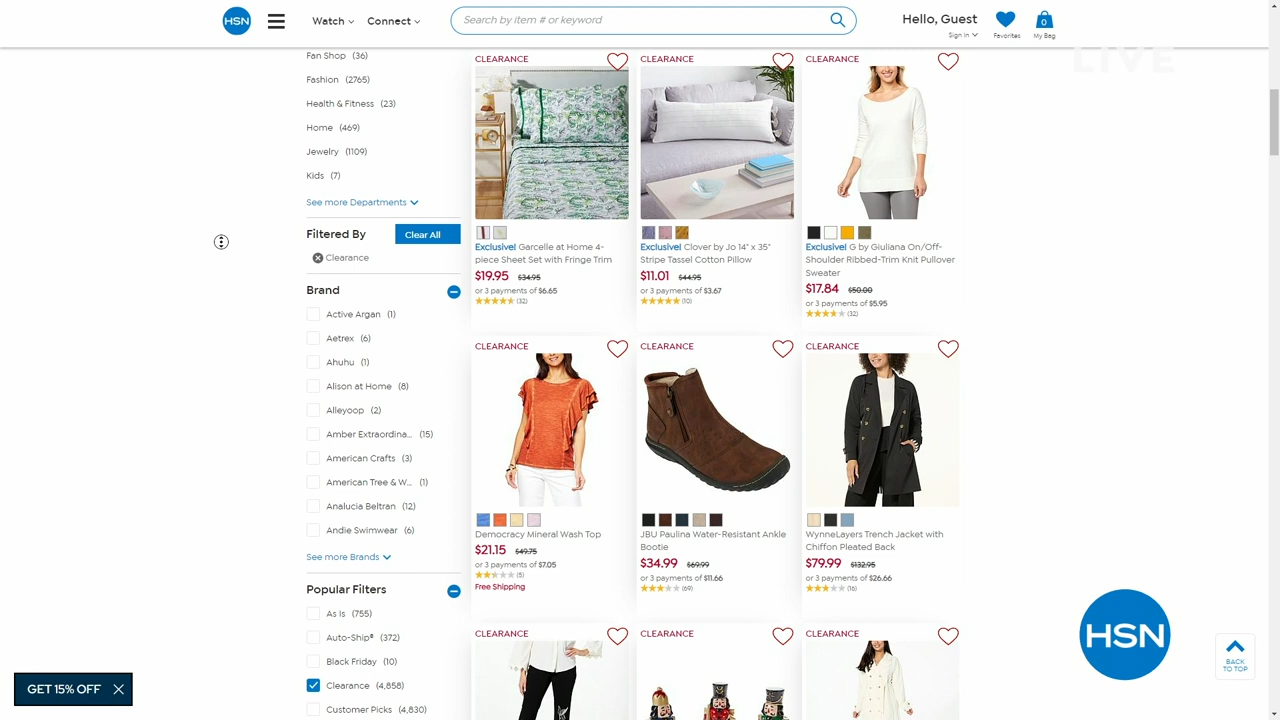 HSN
Watch
Connect
Search by item # or keyword
Hello, Guest
Sign In
Favorites
0
My Bag
LIVE
Fan Shop (36)
Fashion (2765)
Health & Fitness (23)
Home (469)
Jewelry (1109)
Kids (7)
See more Departments
Filtered By
Clear All
Clearance
Brand
Active Argan (1)
Aetrex (6)
Ahuhu (1)
Alison at Home (8)
Alleyoop (2)
Amber Extraordina... (15)
American Crafts (3)
American Tree & W... (1)
Analucia Beltran (12)
Andie Swimwear (6)
See more Brands
Popular Filters
As Is (755)
Auto-Ship® (372)
Black Friday (10)
Clearance (4,858)
Customer Picks (4,830)
CLEARANCE
Exclusive! Garcelle at Home 4-
piece Sheet Set with Fringe Trim
$19.95 $34.95
or 3 payments of $6.65
(32)
CLEARANCE
Exclusive! Clover by Jo 14" x 35"
Stripe Tassel Cotton Pillow
$11.01 $44.95
or 3 payments of $3.67
(10)
CLEARANCE
Exclusive! G by Giuliana On/Off-
Shoulder Ribbed-Trim Knit Pullover
Sweater
$17.84 $50.00
or 3 payments of $5.95
(32)
CLEARANCE
Democracy Mineral Wash Top
$21.15 $49.75
or 3 payments of $7.05
(5)
Free Shipping
CLEARANCE
JBU Paulina Water-Resistant Ankle
Bootie
$34.99 $69.99
or 3 payments of $11.66
(69)
CLEARANCE
WynneLayers Trench Jacket with
Chiffon Pleated Back
$79.99 $132.95
or 3 payments of $26.66
(16)
CLEARANCE
CLEARANCE
CLEARANCE
GET 15% OFF
HSN
BACK
TO TOP